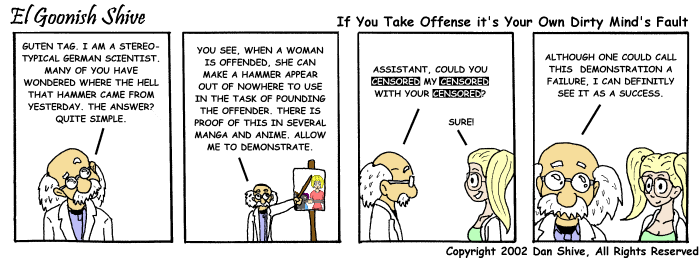 El Goonish Shive
If You Take Offense it's Your Own Dirty Mind's Fault
GUTEN TAG. I AM A STEREO-
TYPICAL GERMAN SCIENTIST.
MANY OF YOU HAVE
WONDERED WHERE THE HELL
THAT HAMMER CAME FROM
YESTERDAY. THE ANSWER?
QUITE SIMPLE.
YOU SEE, WHEN A WOMAN
IS OFFENDED, SHE CAN
MAKE A HAMMER APPEAR
OUT OF NOWHERE TO USE
IN THE TASK OF POUNDING
THE OFFENDER. THERE IS
PROOF OF THIS IN SEVERAL
MANGA AND ANIME. ALLOW
ME TO DEMONSTRATE.
ASSISTANT, COULD YOU
CENSORED MY CENSORED
WITH YOUR CENSORED?
SURE!
ALTHOUGH ONE COULD CALL
THIS DEMONSTRATION A
FAILURE, I CAN DEFINITLY
SEE IT AS A SUCCESS.
Copyright 2002 Dan Shive, All Rights Reserved